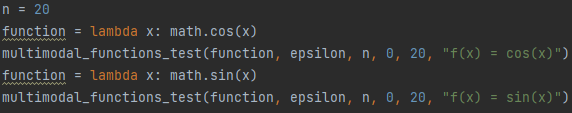 n = 20
function = lambda x: math.cos(x)
multimodal_functions_test(function, epsilon, n, 0, 20, "f(x) = cos(x)")
function = lambda x: math.sin(x)
multimodal_functions_test(function, epsilon, n, 0, 20, "f(x) = sin(x)")